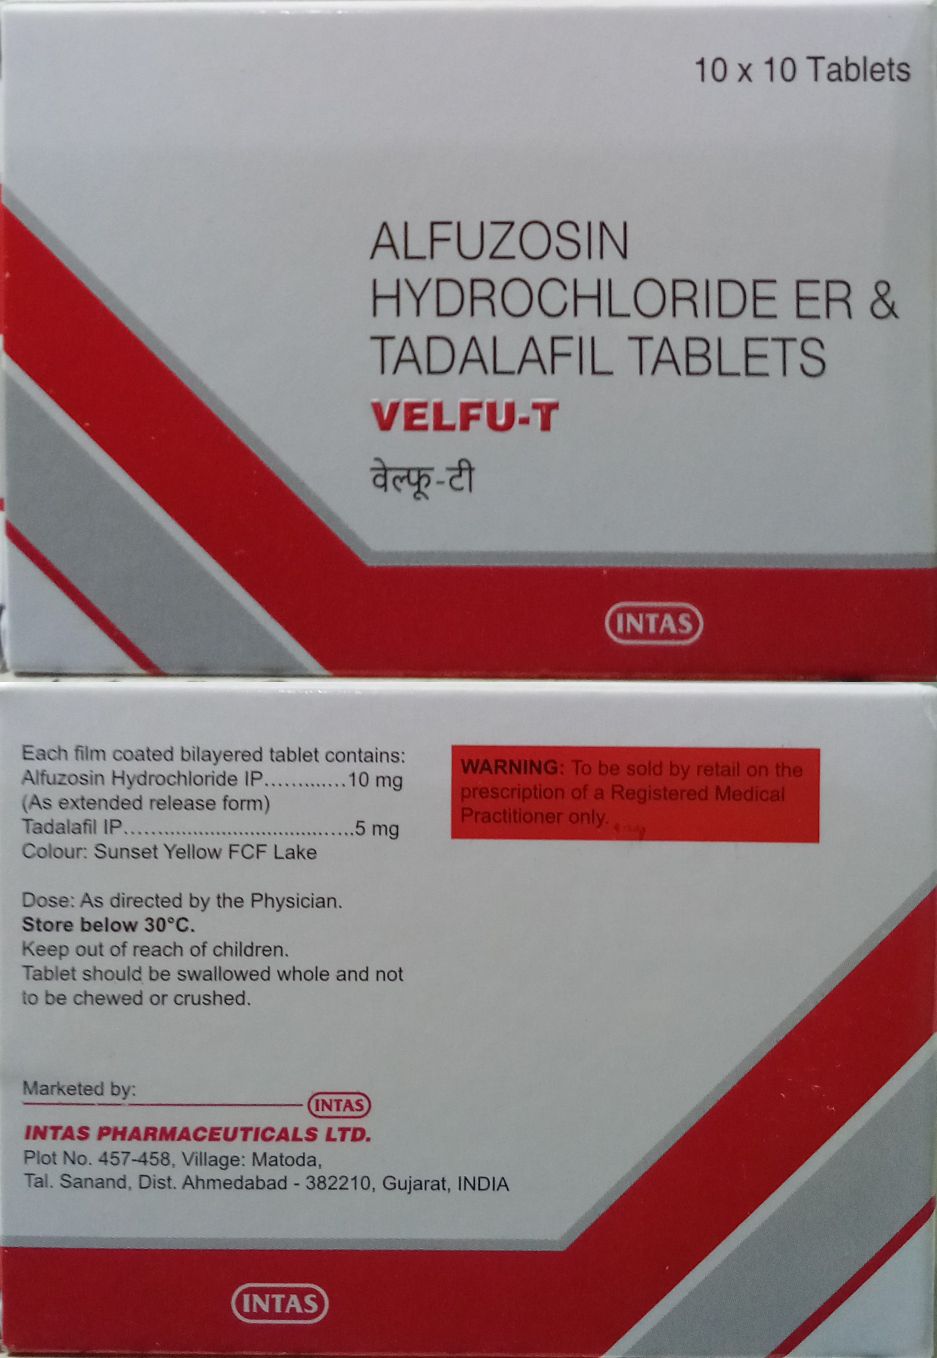 10 x 10 Tablets
ALFUZOSIN
HYDROCHLORIDE ER &
TADALAFIL TABLETS
VELFU-T
वेल्फू-टी
INTAS
Each film coated bilayered tablet contains:
Alfuzosin Hydrochloride IP.............10 mg
(As extended release form)
Tadalafil IP.....................................5 mg
Colour: Sunset Yellow FCF Lake
Dose: As directed by the Physician.
Store below 30°C.
Keep out of reach of children.
Tablet should be swallowed whole and not
to be chewed or crushed.
WARNING: To be sold by retail on the
prescription of a Registered Medical
Practitioner only.
Marketed by:
INTAS
INTAS PHARMACEUTICALS LTD.
Plot No. 457-458, Village: Matoda,
Tal. Sanand, Dist. Ahmedabad - 382210, Gujarat, INDIA
INTAS